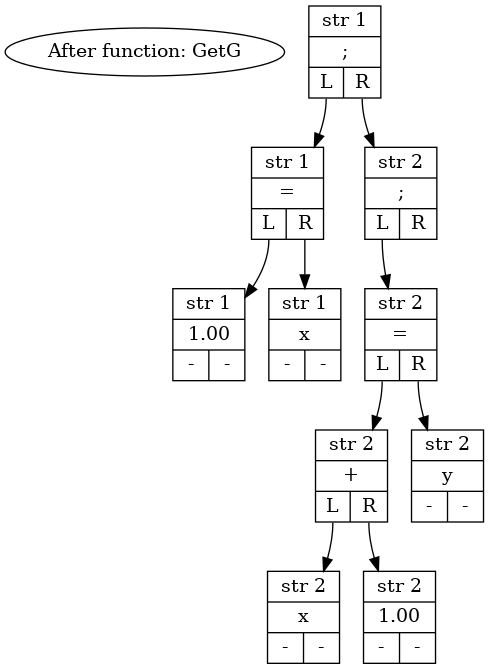 After function: GetG
str 1
;
L R
str 1
=
L R
str 2
;
L R
str 1
1.00
- -
str 1
x
- -
str 2
=
L R
str 2
+
L R
str 2
y
- -
str 2
x
- -
str 2
1.00
- -